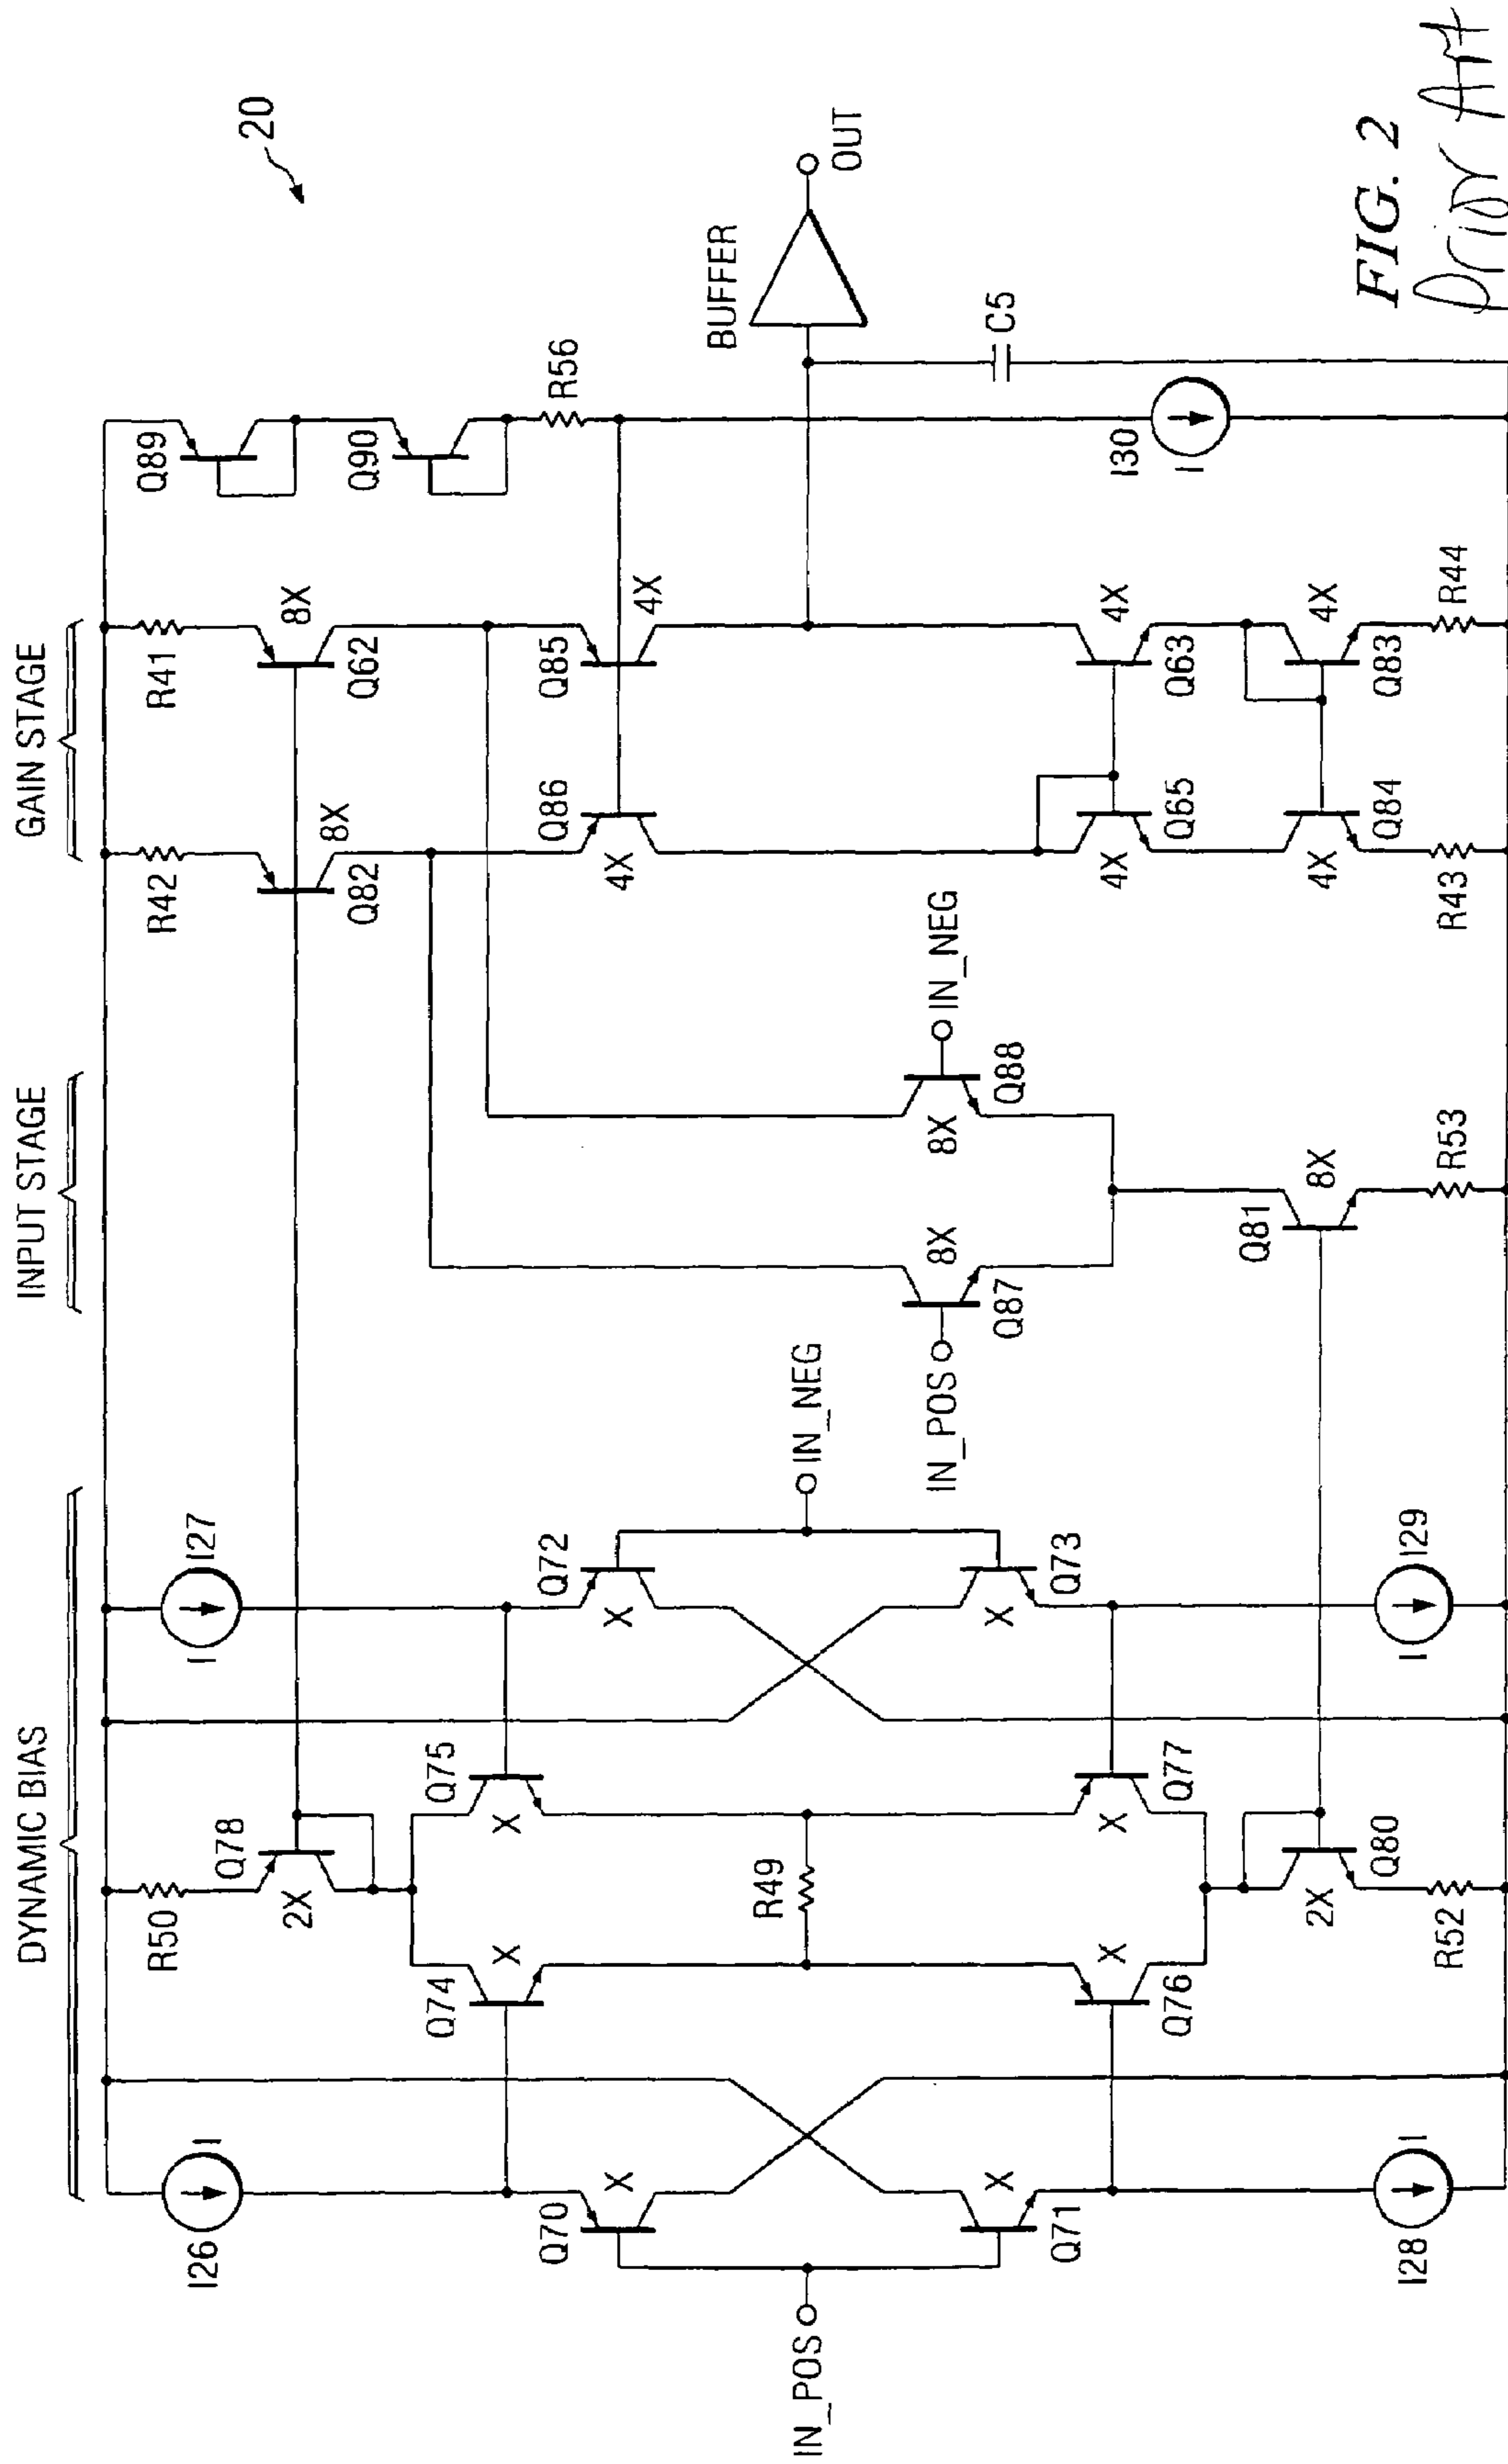 DYNAMIC BIAS
INPUT STAGE
GAIN STAGE
20
I26
I
R50
Q78
2X
I27
I
R42
Q82
8X
R41
8X
Q62
Q89
Q90
R56
Q70
X
Q74
X
Q75
X
Q72
X
Q86
4X
4X
Q85
IN_POS
R49
IN_NEG
BUFFER
OUT
Q71
X
Q76
X
Q77
X
Q73
X
IN_POS
8X
Q87
8X
Q88
IN_NEG
4X
Q65
4X
Q63
C5
I28
I
R52
2X
Q80
I29
I
Q81
8X
R53
4X
Q84
R43
4X
Q83
R44
I30
I
FIG. 2
Prior Art